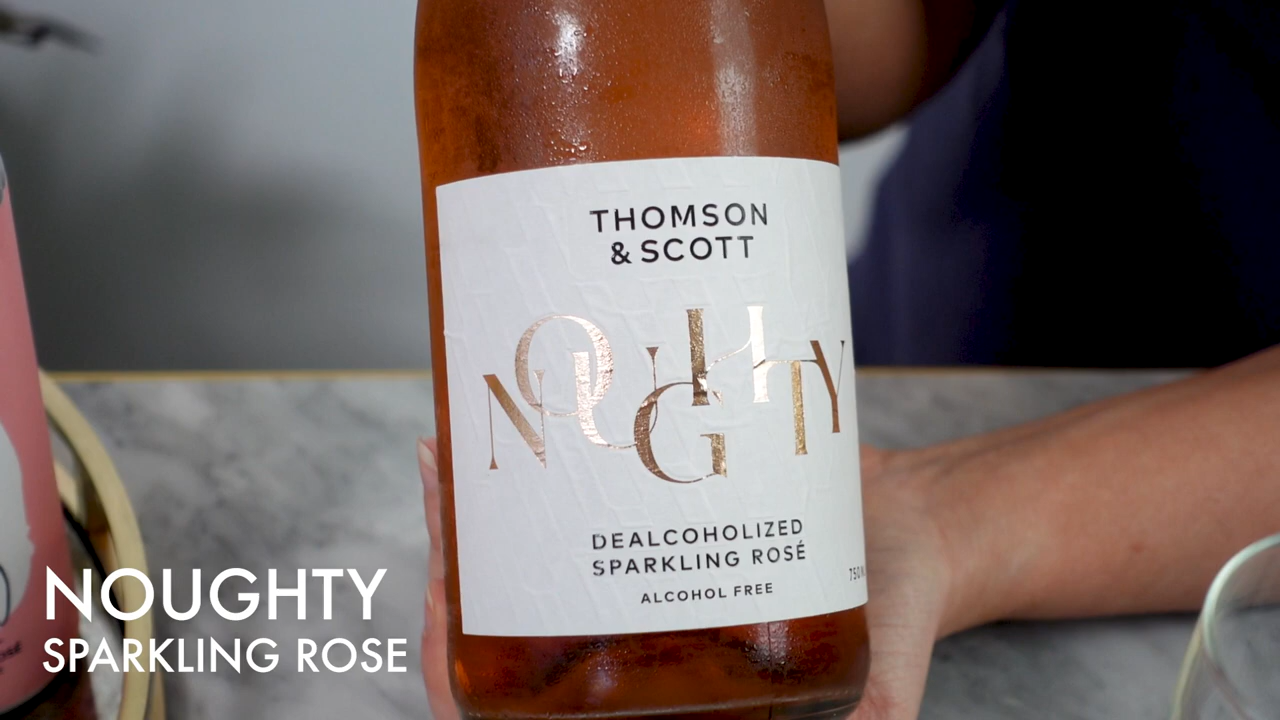 THOMSON
& SCOTT
NOUGHTY
DEALCOHOLIZED
SPARKLING ROSÉ
ALCOHOL FREE
NOUGHTY
SPARKLING ROSE